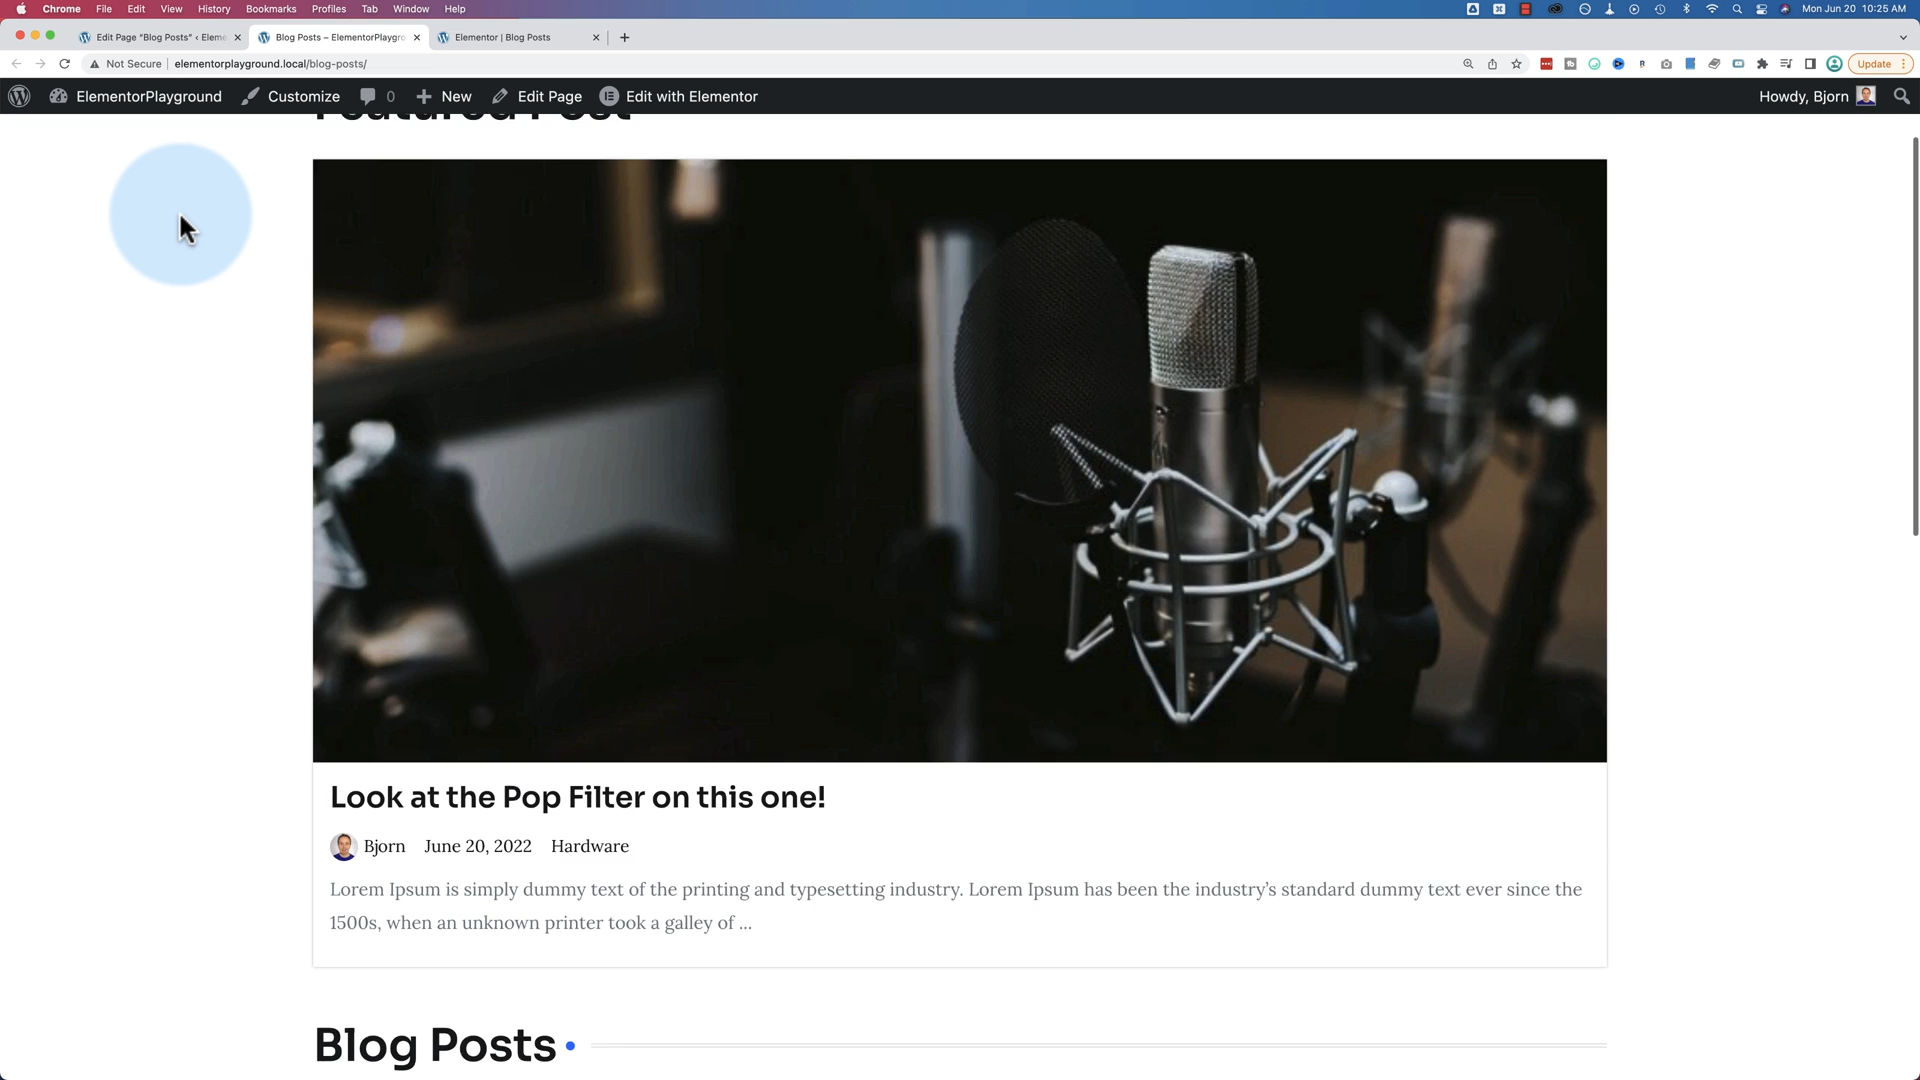 Chrome File Edit View History Bookmarks Profiles Tab Window Help Mon Jun 20 10:25 AM
Edit Page "Blog Posts" ‹ Eleme Blog Posts – ElementorPlaygro Elementor | Blog Posts
Not Secure elementorplayground.local/blog-posts/ Update
ElementorPlayground Customize 0 New Edit Page Edit with Elementor Howdy, Bjorn
Featured Post
Look at the Pop Filter on this one!
Bjorn June 20, 2022 Hardware
Lorem Ipsum is simply dummy text of the printing and typesetting industry. Lorem Ipsum has been the industry’s standard dummy text ever since the
1500s, when an unknown printer took a galley of ...
Blog Posts